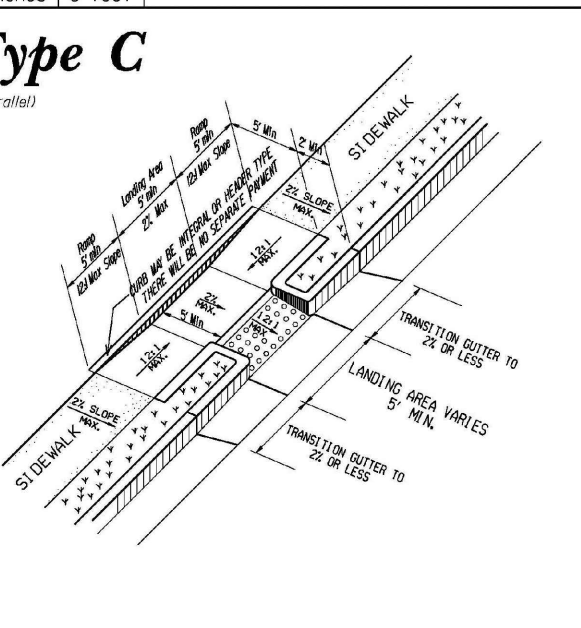 Type C
5' Min
2' Min
SIDEWALK
Ramp
5' min
12:1 Max Slope
Landing Area
5' min
2% Max
Ramp
5' min
12:1 Max Slope
CURB MAY BE INTEGRAL OR HEADER TYPE
THERE WILL BE NO SEPARATE PAYMENT
2% SLOPE
MAX.
12:1
MAX.
2%
MAX.
5' Min
12:1
MAX
12:1
MAX.
2% SLOPE
MAX.
SIDEWALK
TRANSITION GUTTER TO
2% OR LESS
LANDING AREA VARIES
5' MIN.
TRANSITION GUTTER TO
2% OR LESS